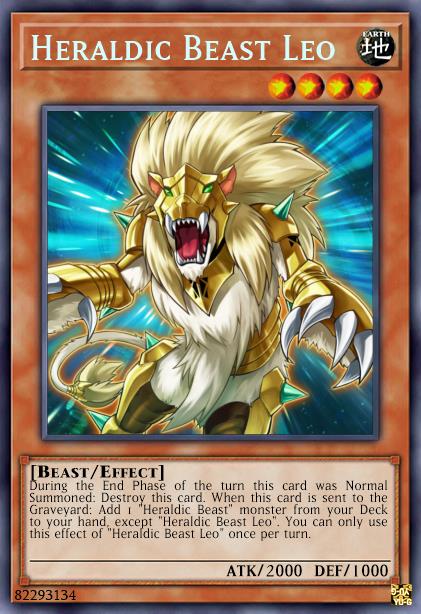 Heraldic Beast Leo
EARTH
地
[Beast/Effect]
During the End Phase of the turn this card was Normal
Summoned: Destroy this card. When this card is sent to the
Graveyard: Add 1 "Heraldic Beast" monster from your Deck
to your hand, except "Heraldic Beast Leo". You can only use
this effect of "Heraldic Beast Leo" once per turn.
ATK/2000 DEF/1000
82293134